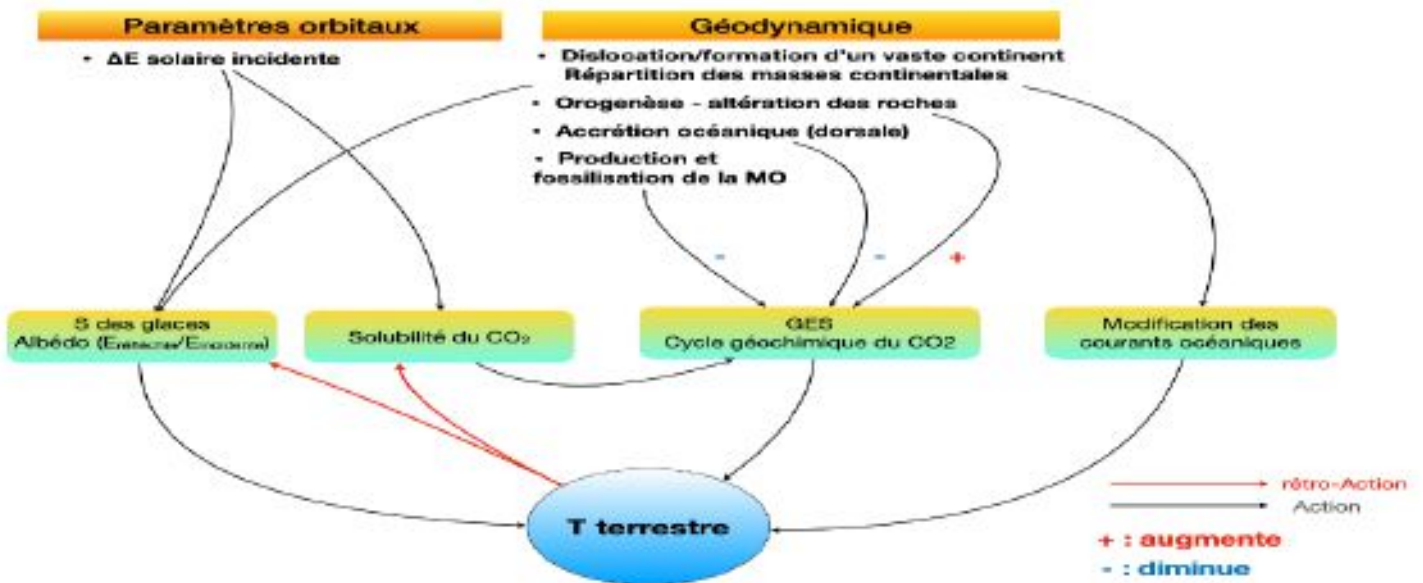 Paramètres orbitaux
• ΔE solaire incidente
Géodynamique
• Dislocation/formation d'un vaste continent
Répartition des masses continentales
• Orogenèse - altération des roches
• Accrétion océanique (dorsale)
• Production et
fossilisation de la MO
-
-
+
S des glaces
Albédo (Eréfléchie/Eincidente)
Solubilité du CO₂
GES
Cycle géochimique du CO2
Modification des
courants océaniques
T terrestre
rétro-Action
Action
+ : augmente
- : diminue